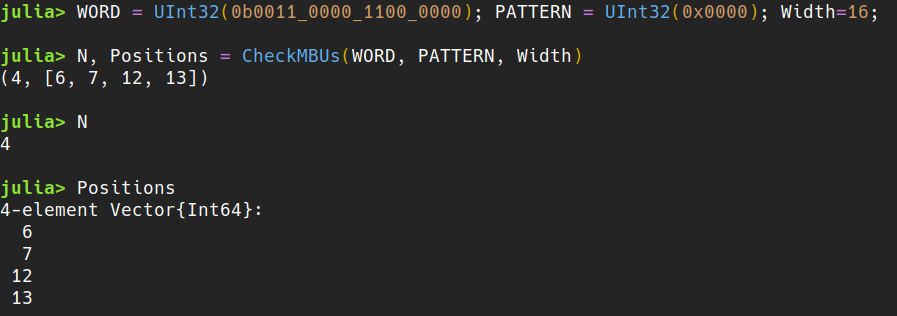 julia> WORD = UInt32(0b0011_0000_1100_0000); PATTERN = UInt32(0x0000); Width=16;
julia> N, Positions = CheckMBUs(WORD, PATTERN, Width)
(4, [6, 7, 12, 13])
julia> N
4
julia> Positions
4-element Vector{Int64}:
6
7
12
13